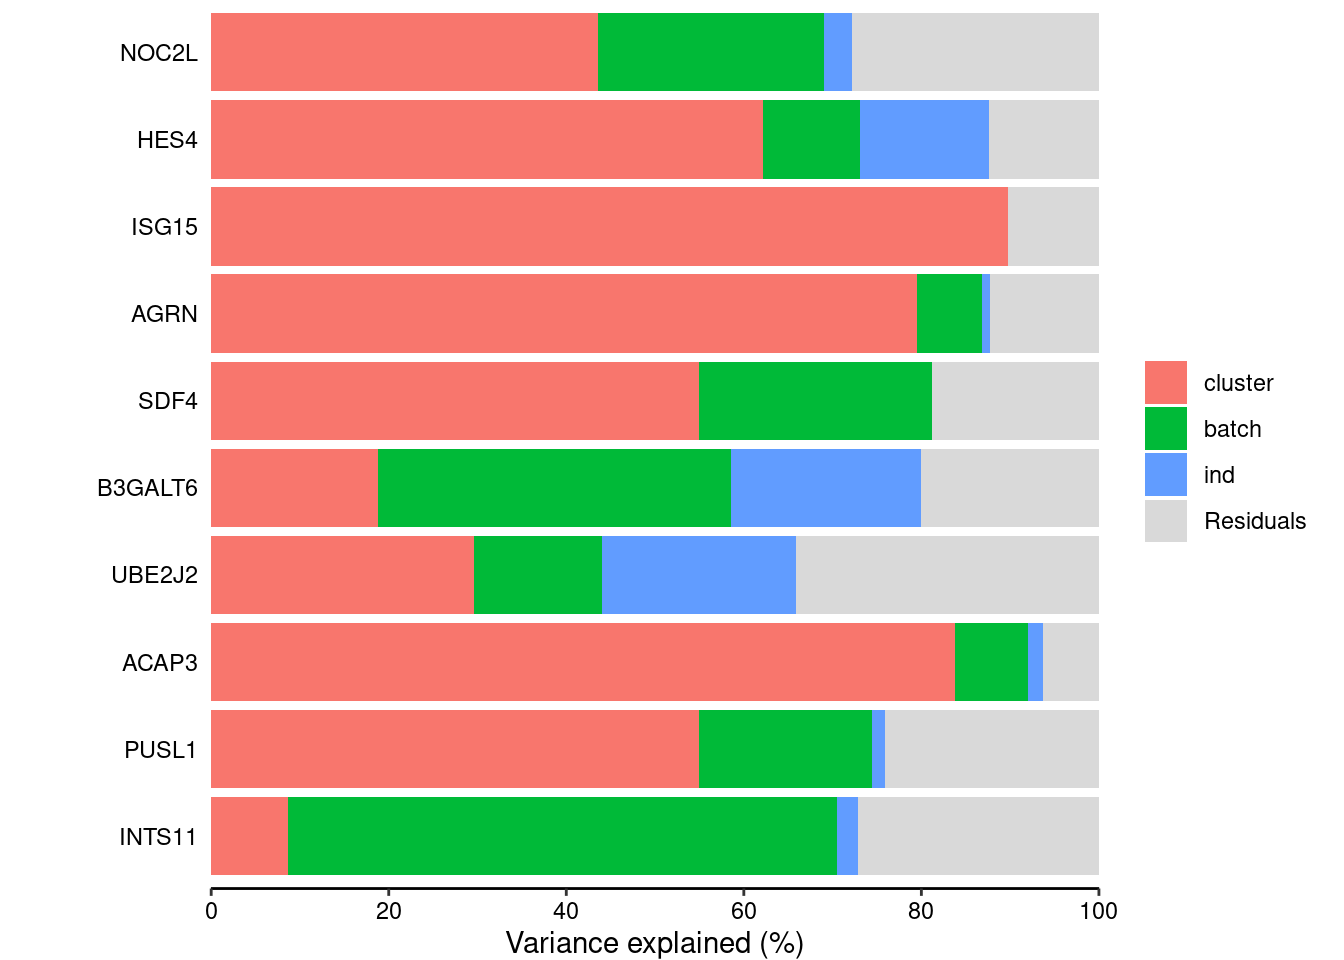 NOC2L
HES4
ISG15
AGRN
SDF4
B3GALT6
UBE2J2
ACAP3
PUSL1
INTS11
0 20 40 60 80 100
Variance explained (%)
cluster
batch
ind
Residuals